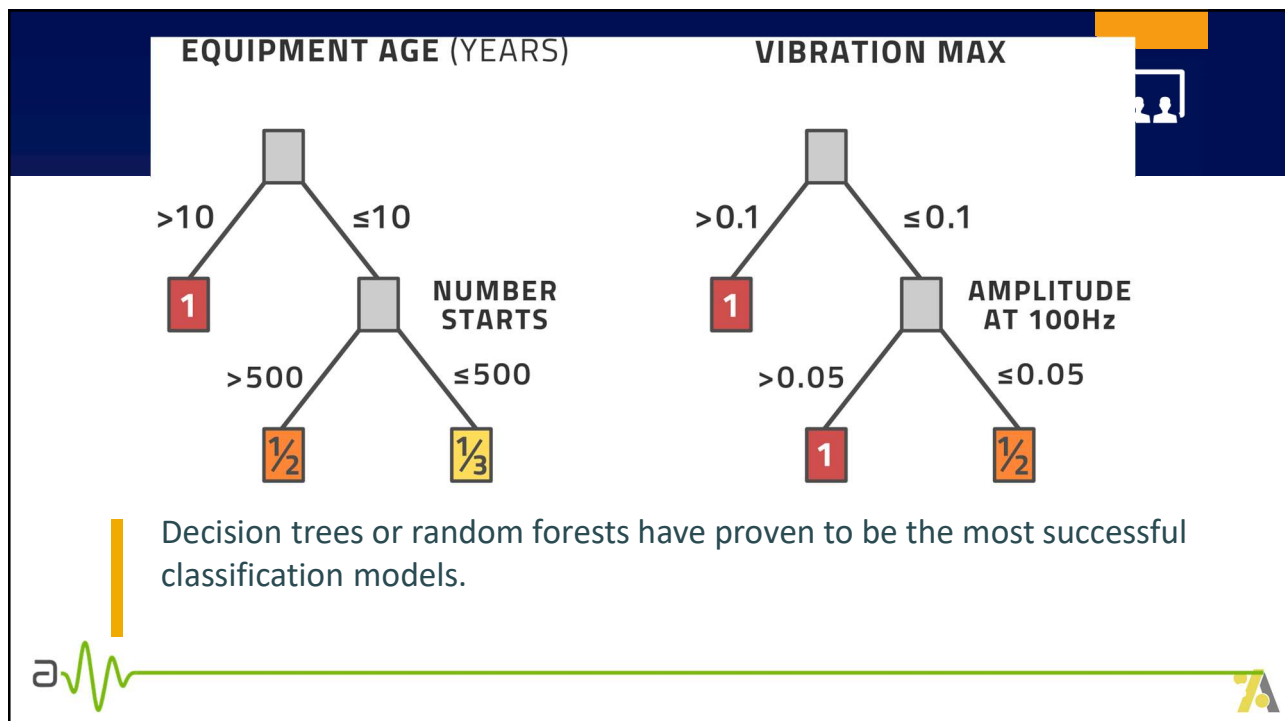 EQUIPMENT AGE (YEARS)
>10
≤10
1
NUMBER
STARTS
>500
≤500
½
⅓
VIBRATION MAX
>0.1
≤0.1
1
AMPLITUDE
AT 100Hz
>0.05
≤0.05
1
½
Decision trees or random forests have proven to be the most successful
classification models.
a
7A